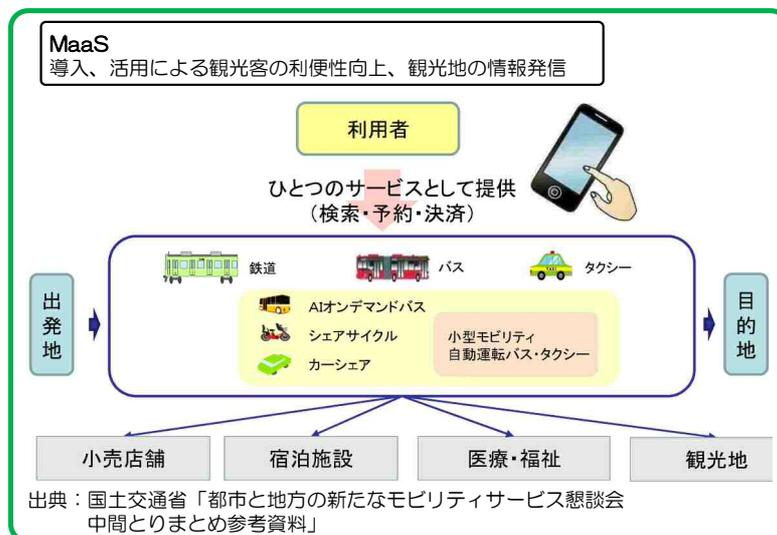 MaaS
導入、活用による観光客の利便性向上、観光地の情報発信
利用者
ひとつのサービスとして提供
（検索・予約・決済）
鉄道
バス
タクシー
出発地
目的地
AIオンデマンドバス
シェアサイクル
カーシェア
小型モビリティ
自動運転バス・タクシー
小売店舗
宿泊施設
医療・福祉
観光地
出典：国土交通省「都市と地方の新たなモビリティサービス懇談会
中間とりまとめ参考資料」